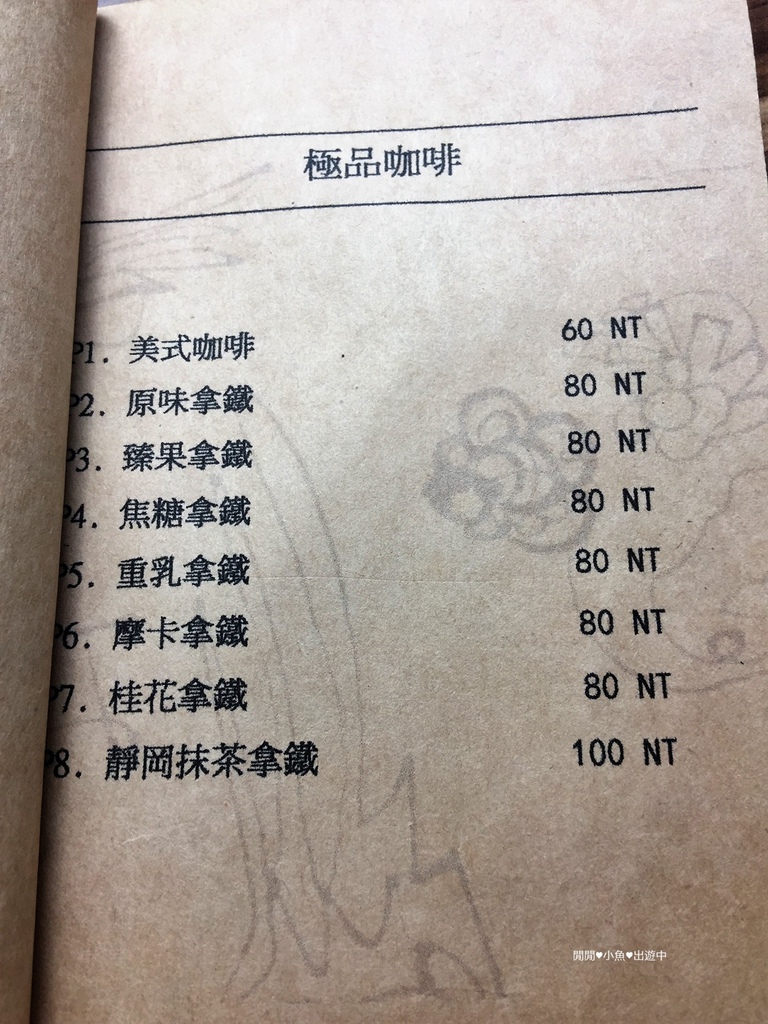 極品咖啡
P1. 美式咖啡 60 NT
P2. 原味拿鐵 80 NT
P3. 臻果拿鐵 80 NT
P4. 焦糖拿鐵 80 NT
P5. 重乳拿鐵 80 NT
P6. 摩卡拿鐵 80 NT
P7. 桂花拿鐵 80 NT
P8. 靜岡抹茶拿鐵 100 NT
閒閒♥小魚♥出遊中